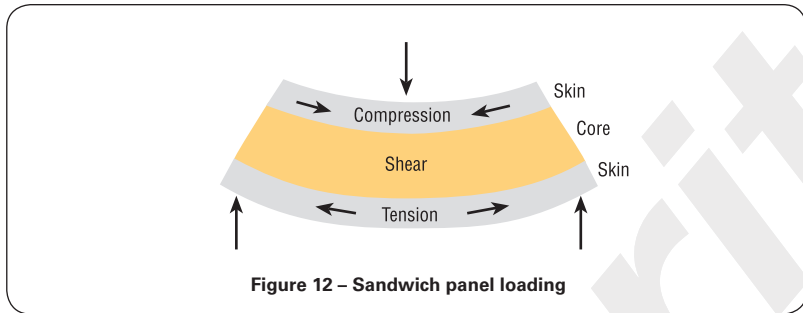 Skin
Compression
Core
Shear
Skin
Tension
Figure 12 – Sandwich panel loading